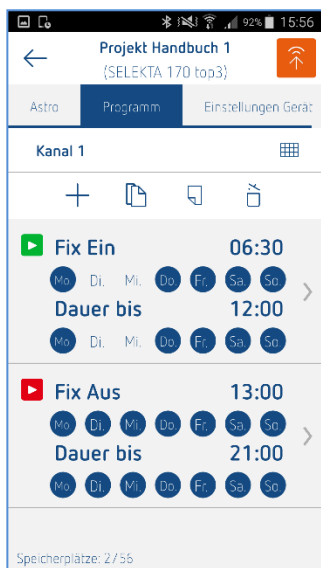 92% 15:56
Projekt Handbuch 1
(SELEKTA 170 top3)
Astro Programm Einstellungen Gerät
Kanal 1
Fix Ein 06:30
Mo. Di. Mi. Do. Fr. Sa. So.
Dauer bis 12:00
Mo Di. Mi. Do. Fr. Sa. So
Fix Aus 13:00
Mo Di. Mi. Do. Fr. Sa. So
Dauer bis 21:00
Mo Di. Mi. Do. Fr. Sa. So
Speicherplätze: 2/56